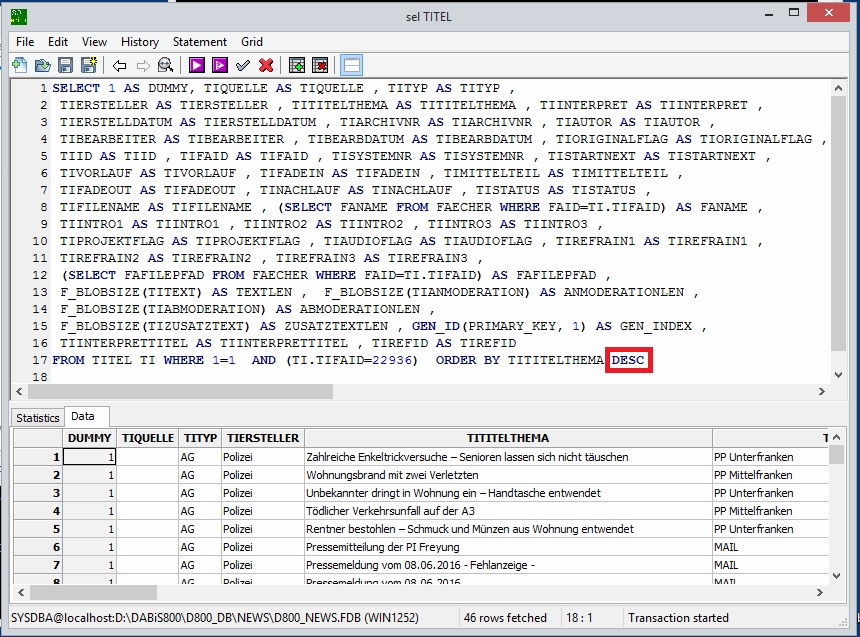 sel TITEL
File Edit View History Statement Grid
1 SELECT 1 AS DUMMY, TIQUELLE AS TIQUELLE , TITYP AS TITYP ,
2 TIERSTELLER AS TIERSTELLER , TITITELTHEMA AS TITITELTHEMA , TIINTERPRET AS TIINTERPRET ,
3 TIERSTELLDATUM AS TIERSTELLDATUM , TIARCHIVNR AS TIARCHIVNR , TIAUTOR AS TIAUTOR ,
4 TIBEARBEITER AS TIBEARBEITER , TIBEARBDATUM AS TIBEARBDATUM , TIORIGINALFLAG AS TIORIGINALFLAG ,
5 TIID AS TIID , TIFAID AS TIFAID , TISYSTEMNR AS TISYSTEMNR , TISTARTNEXT AS TISTARTNEXT ,
6 TIVORLAUF AS TIVORLAUF , TIFADEIN AS TIFADEIN , TIMITTELTEIL AS TIMITTELTEIL ,
7 TIFADEOUT AS TIFADEOUT , TINACHLAUF AS TINACHLAUF , TISTATUS AS TISTATUS ,
8 TIFILENAME AS TIFILENAME , (SELECT FANAME FROM FAECHER WHERE FAID=TI.TIFAID) AS FANAME ,
9 TIINTRO1 AS TIINTRO1 , TIINTRO2 AS TIINTRO2 , TIINTRO3 AS TIINTRO3 ,
10 TIPROJEKTFLAG AS TIPROJEKTFLAG , TIAUDIOFLAG AS TIAUDIOFLAG , TIREFRAIN1 AS TIREFRAIN1 ,
11 TIREFRAIN2 AS TIREFRAIN2 , TIREFRAIN3 AS TIREFRAIN3 ,
12 (SELECT FAFILEPFAD FROM FAECHER WHERE FAID=TI.TIFAID) AS FAFILEPFAD ,
13 F_BLOBSIZE(TITEXT) AS TEXTLEN , F_BLOBSIZE(TIANMODERATION) AS ANMODERATIONLEN ,
14 F_BLOBSIZE(TIABMODERATION) AS ABMODERATIONLEN ,
15 F_BLOBSIZE(TIZUSATZTEXT) AS ZUSATZTEXTLEN , GEN_ID(PRIMARY_KEY, 1) AS GEN_INDEX ,
16 TIINTERPRETTITEL AS TIINTERPRETTITEL , TIREFID AS TIREFID
17 FROM TITEL TI WHERE 1=1 AND (TI.TIFAID=22936) ORDER BY TITITELTHEMA DESC
18
Statistics Data
DUMMY TIQUELLE TITYP TIERSTELLER TITITELTHEMA T
1 1 AG Polizei Zahlreiche Enkeltrickversuche – Senioren lassen sich nicht täuschen PP Unterfranken
2 1 AG Polizei Wohnungsbrand mit zwei Verletzten PP Mittelfranken
3 1 AG Polizei Unbekannter dringt in Wohnung ein – Handtasche entwendet PP Unterfranken
4 1 AG Polizei Tödlicher Verkehrsunfall auf der A3 PP Mittelfranken
5 1 AG Polizei Rentner bestohlen – Schmuck und Münzen aus Wohnung entwendet PP Unterfranken
6 1 AG Polizei Pressemitteilung der PI Freyung MAIL
7 1 AG Polizei Pressemeldung vom 08.06.2016 - Fehlanzeige - MAIL
8 1 AG Polizei Pressemeldung vom 08.06.2016 MAIL
SYSDBA@localhost:D:\DABiS800\D800_DB\NEWS\D800_NEWS.FDB (WIN1252) 46 rows fetched 18 : 1 Transaction started